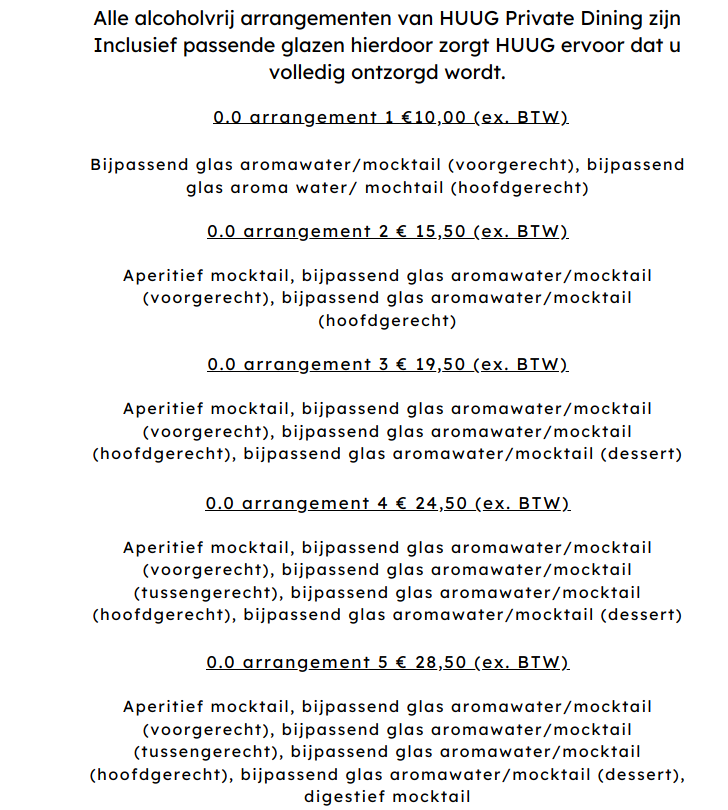 Alle alcoholvrij arrangementen van HUUG Private Dining zijn
Inclusief passende glazen hierdoor zorgt HUUG ervoor dat u
volledig ontzorgd wordt.
0.0 arrangement 1 €10,00 (ex. BTW)
Bijpassend glas aromawater/mocktail (voorgerecht), bijpassend
glas aroma water/ mochtail (hoofdgerecht)
0.0 arrangement 2 € 15,50 (ex. BTW)
Aperitief mocktail, bijpassend glas aromawater/mocktail
(voorgerecht), bijpassend glas aromawater/mocktail
(hoofdgerecht)
0.0 arrangement 3 € 19,50 (ex. BTW)
Aperitief mocktail, bijpassend glas aromawater/mocktail
(voorgerecht), bijpassend glas aromawater/mocktail
(hoofdgerecht), bijpassend glas aromawater/mocktail (dessert)
0.0 arrangement 4 € 24,50 (ex. BTW)
Aperitief mocktail, bijpassend glas aromawater/mocktail
(voorgerecht), bijpassend glas aromawater/mocktail
(tussengerecht), bijpassend glas aromawater/mocktail
(hoofdgerecht), bijpassend glas aromawater/mocktail (dessert)
0.0 arrangement 5 € 28,50 (ex. BTW)
Aperitief mocktail, bijpassend glas aromawater/mocktail
(voorgerecht), bijpassend glas aromawater/mocktail
(tussengerecht), bijpassend glas aromawater/mocktail
(hoofdgerecht), bijpassend glas aromawater/mocktail (dessert),
digestief mocktail